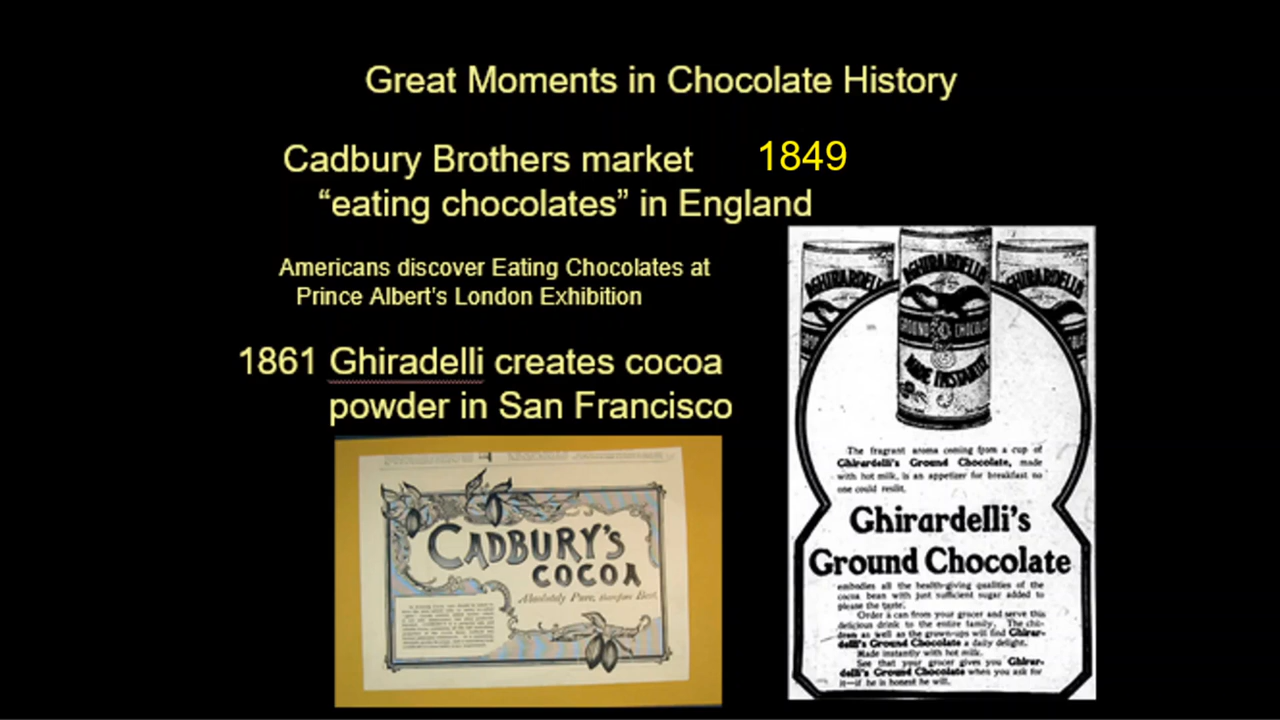 Great Moments in Chocolate History
Cadbury Brothers market 1849
“eating chocolates” in England
Americans discover Eating Chocolates at
Prince Albert's London Exhibition
1861 Ghiradelli creates cocoa
powder in San Francisco
CADBURY'S
COCOA
Absolutely Pure, therefore Best.
GHIRARDELLI
GROUND CHOCOLATE
MADE INSTANTLY
The fragrant aroma coming from a cup of
Ghirardelli's Ground Chocolate, made
with hot milk, is an appetizer for breakfast no
one could resist.
Ghirardelli's
Ground Chocolate
embodies all the health-giving qualities of the
cocoa bean with just sufficient sugar added to
please the taste.
Order a can from your grocer and serve this
delicious drink to the entire family. The chil-
dren as well as the grown-ups will find Ghirar-
delli's Ground Chocolate a daily delight.
Made instantly with hot milk.
See that your grocer gives you Ghirar-
delli's Ground Chocolate when you ask for
it—if he is honest he will.